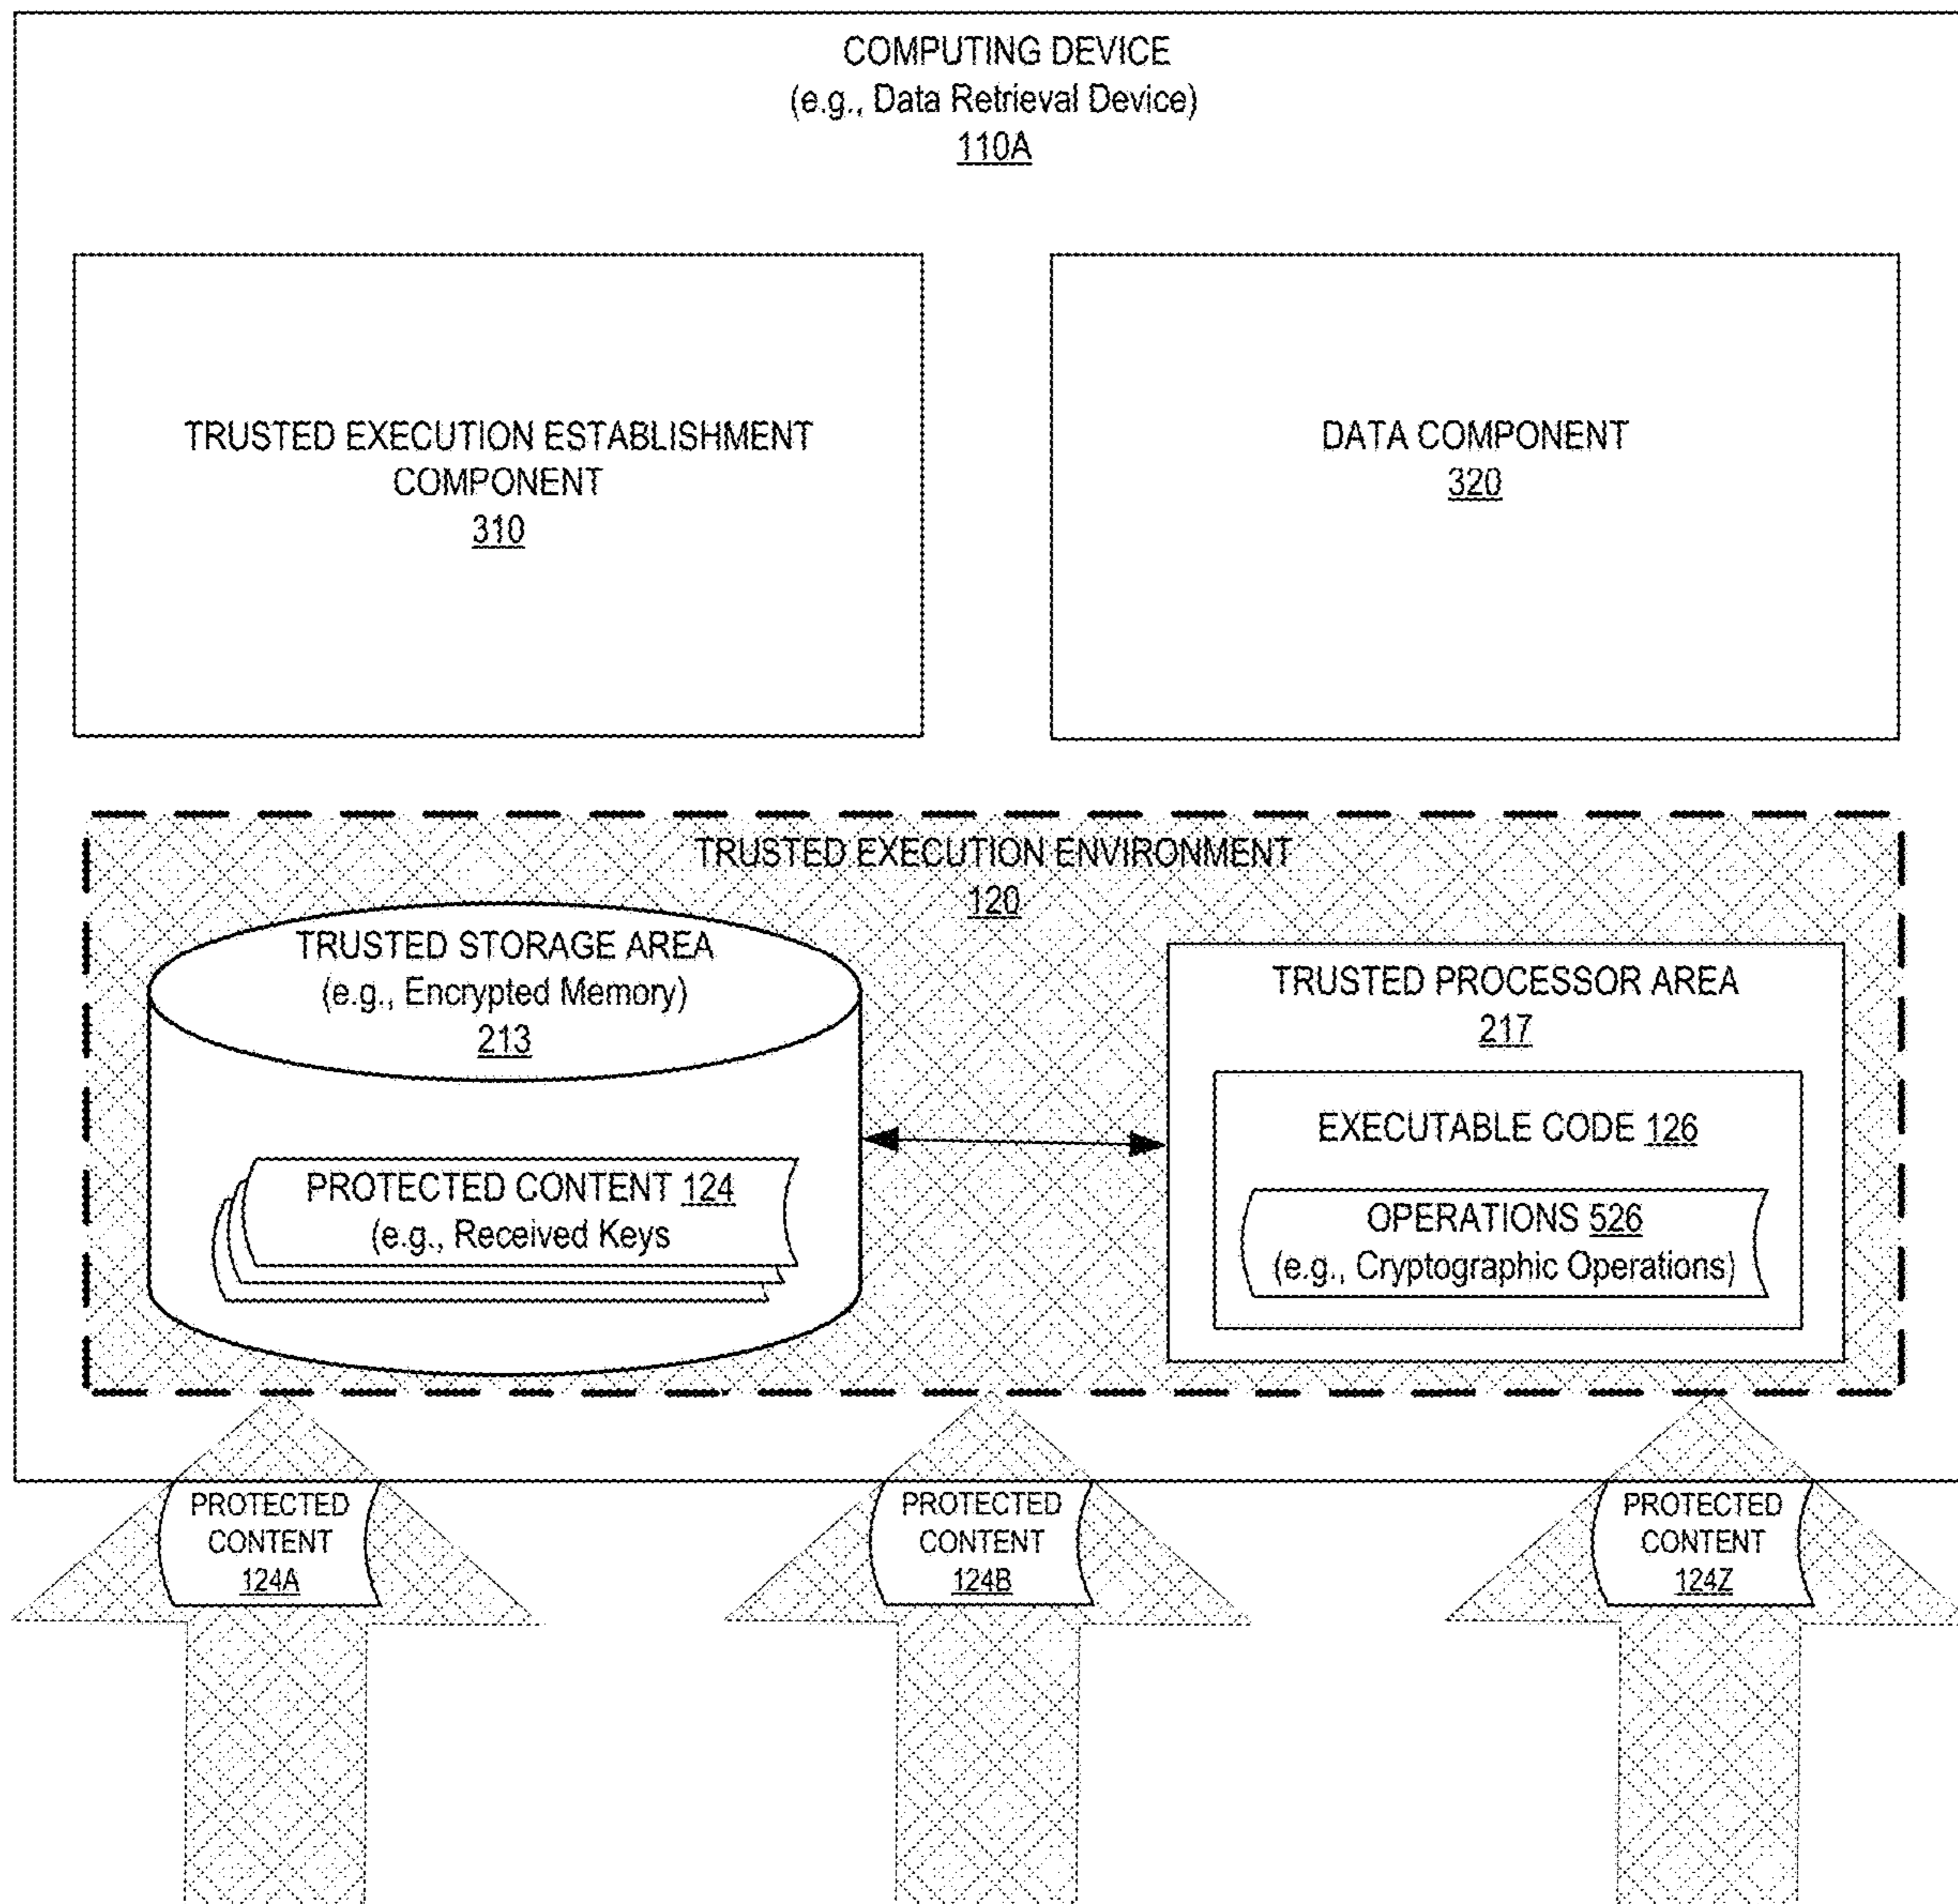 COMPUTING DEVICE
(e.g., Data Retrieval Device)
110A
TRUSTED EXECUTION ESTABLISHMENT
COMPONENT
310
DATA COMPONENT
320
TRUSTED EXECUTION ENVIRONMENT
120
TRUSTED STORAGE AREA
(e.g., Encrypted Memory)
213
PROTECTED CONTENT 124
(e.g., Received Keys
TRUSTED PROCESSOR AREA
217
EXECUTABLE CODE 126
OPERATIONS 526
(e.g., Cryptographic Operations)
PROTECTED
CONTENT
124A
PROTECTED
CONTENT
124B
PROTECTED
CONTENT
124Z